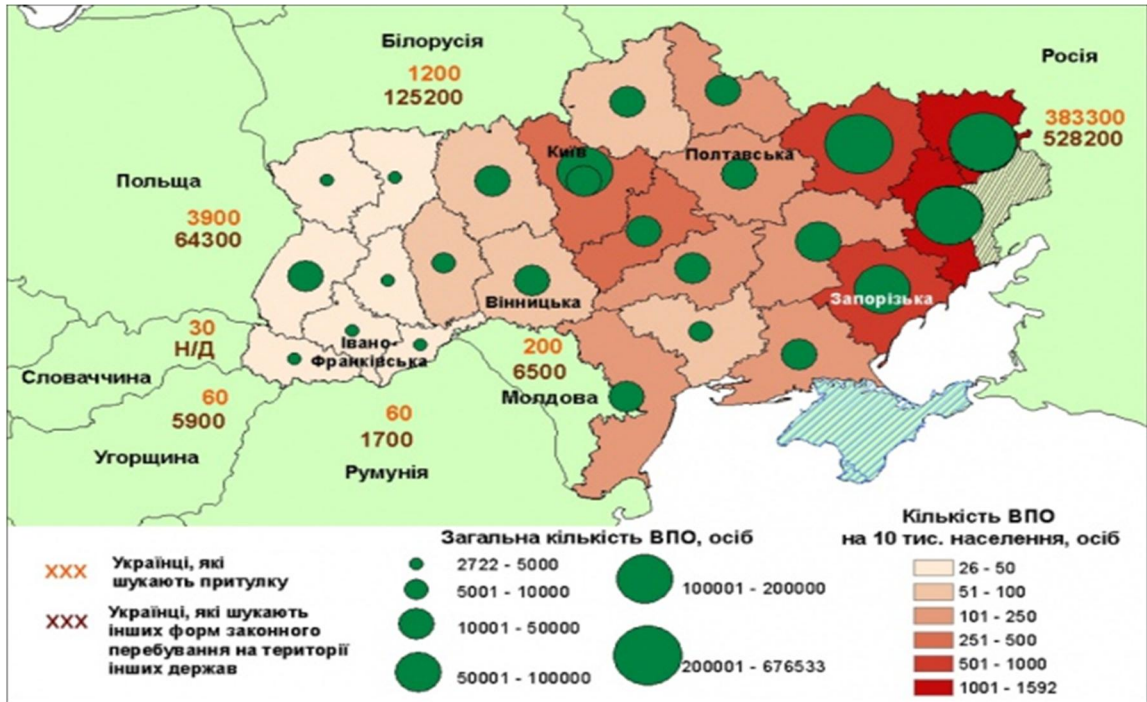 Білорусія
1200
125200
Росія
383300
528200
Київ
Полтавська
Польща
3900
64300
Вінницька
Запорізька
Івано-
Франківська
30
Н/Д
Словаччина
200
6500
Молдова
60
5900
Угорщина
60
1700
Румунія
XXX
Українці, які
шукають притулку
XXX
Українці, які шукають
інших форм законного
перебування на території
інших держав
Загальна кількість ВПО, осіб
2722 - 5000
5001 - 10000
10001 - 50000
50001 - 100000
100001 - 200000
200001 - 676533
Кількість ВПО
на 10 тис. населення, осіб
26 - 50
51 - 100
101 - 250
251 - 500
501 - 1000
1001 - 1592